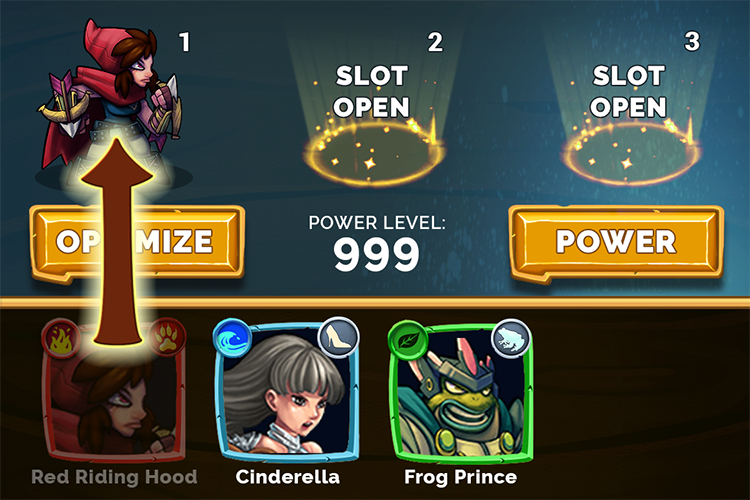 1
2
3
SLOT
OPEN
SLOT
OPEN
OP MIZE
POWER LEVEL:
999
POWER
Red Riding Hood
Cinderella
Frog Prince